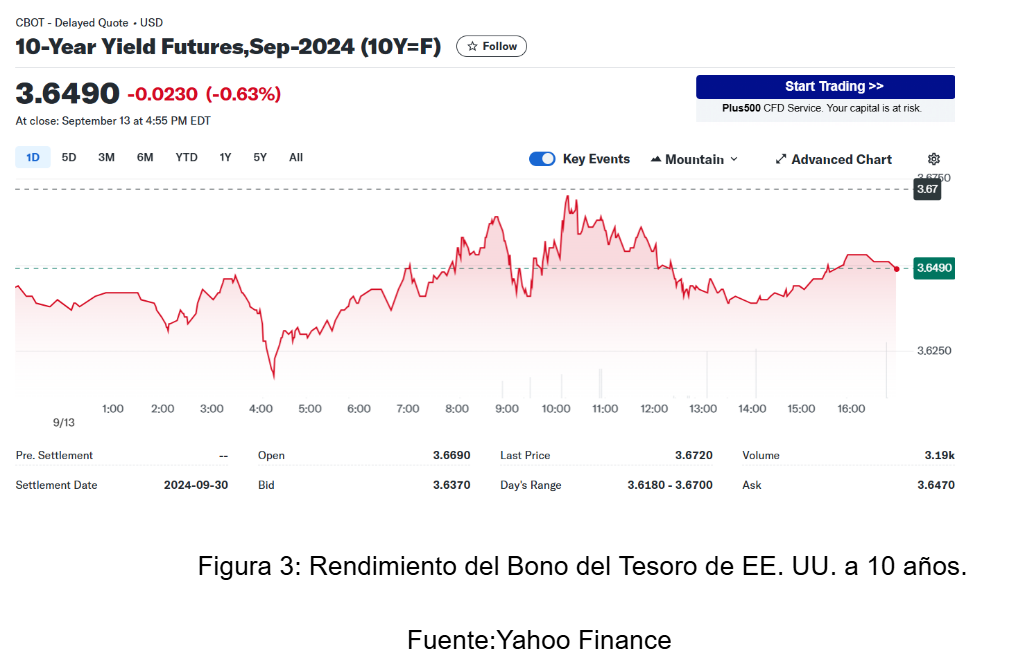 CBOT - Delayed Quote • USD
10-Year Yield Futures,Sep-2024 (10Y=F)
Follow
3.6490 -0.0230 (-0.63%)
At close: September 13 at 4:55 PM EDT
Start Trading >>
Plus500 CFD Service. Your capital is at risk.
1D 5D 3M 6M YTD 1Y 5Y All
Key Events Mountain Advanced Chart
3.6750
3.67
3.6490
3.6250
1:00 2:00 3:00 4:00 5:00 6:00 7:00 8:00 9:00 10:00 11:00 12:00 13:00 14:00 15:00 16:00
9/13
Pre. Settlement -- Open 3.6690 Last Price 3.6720 Volume 3.19k
Settlement Date 2024-09-30 Bid 3.6370 Day's Range 3.6180 - 3.6700 Ask 3.6470
Figura 3: Rendimiento del Bono del Tesoro de EE. UU. a 10 años.
Fuente:Yahoo Finance